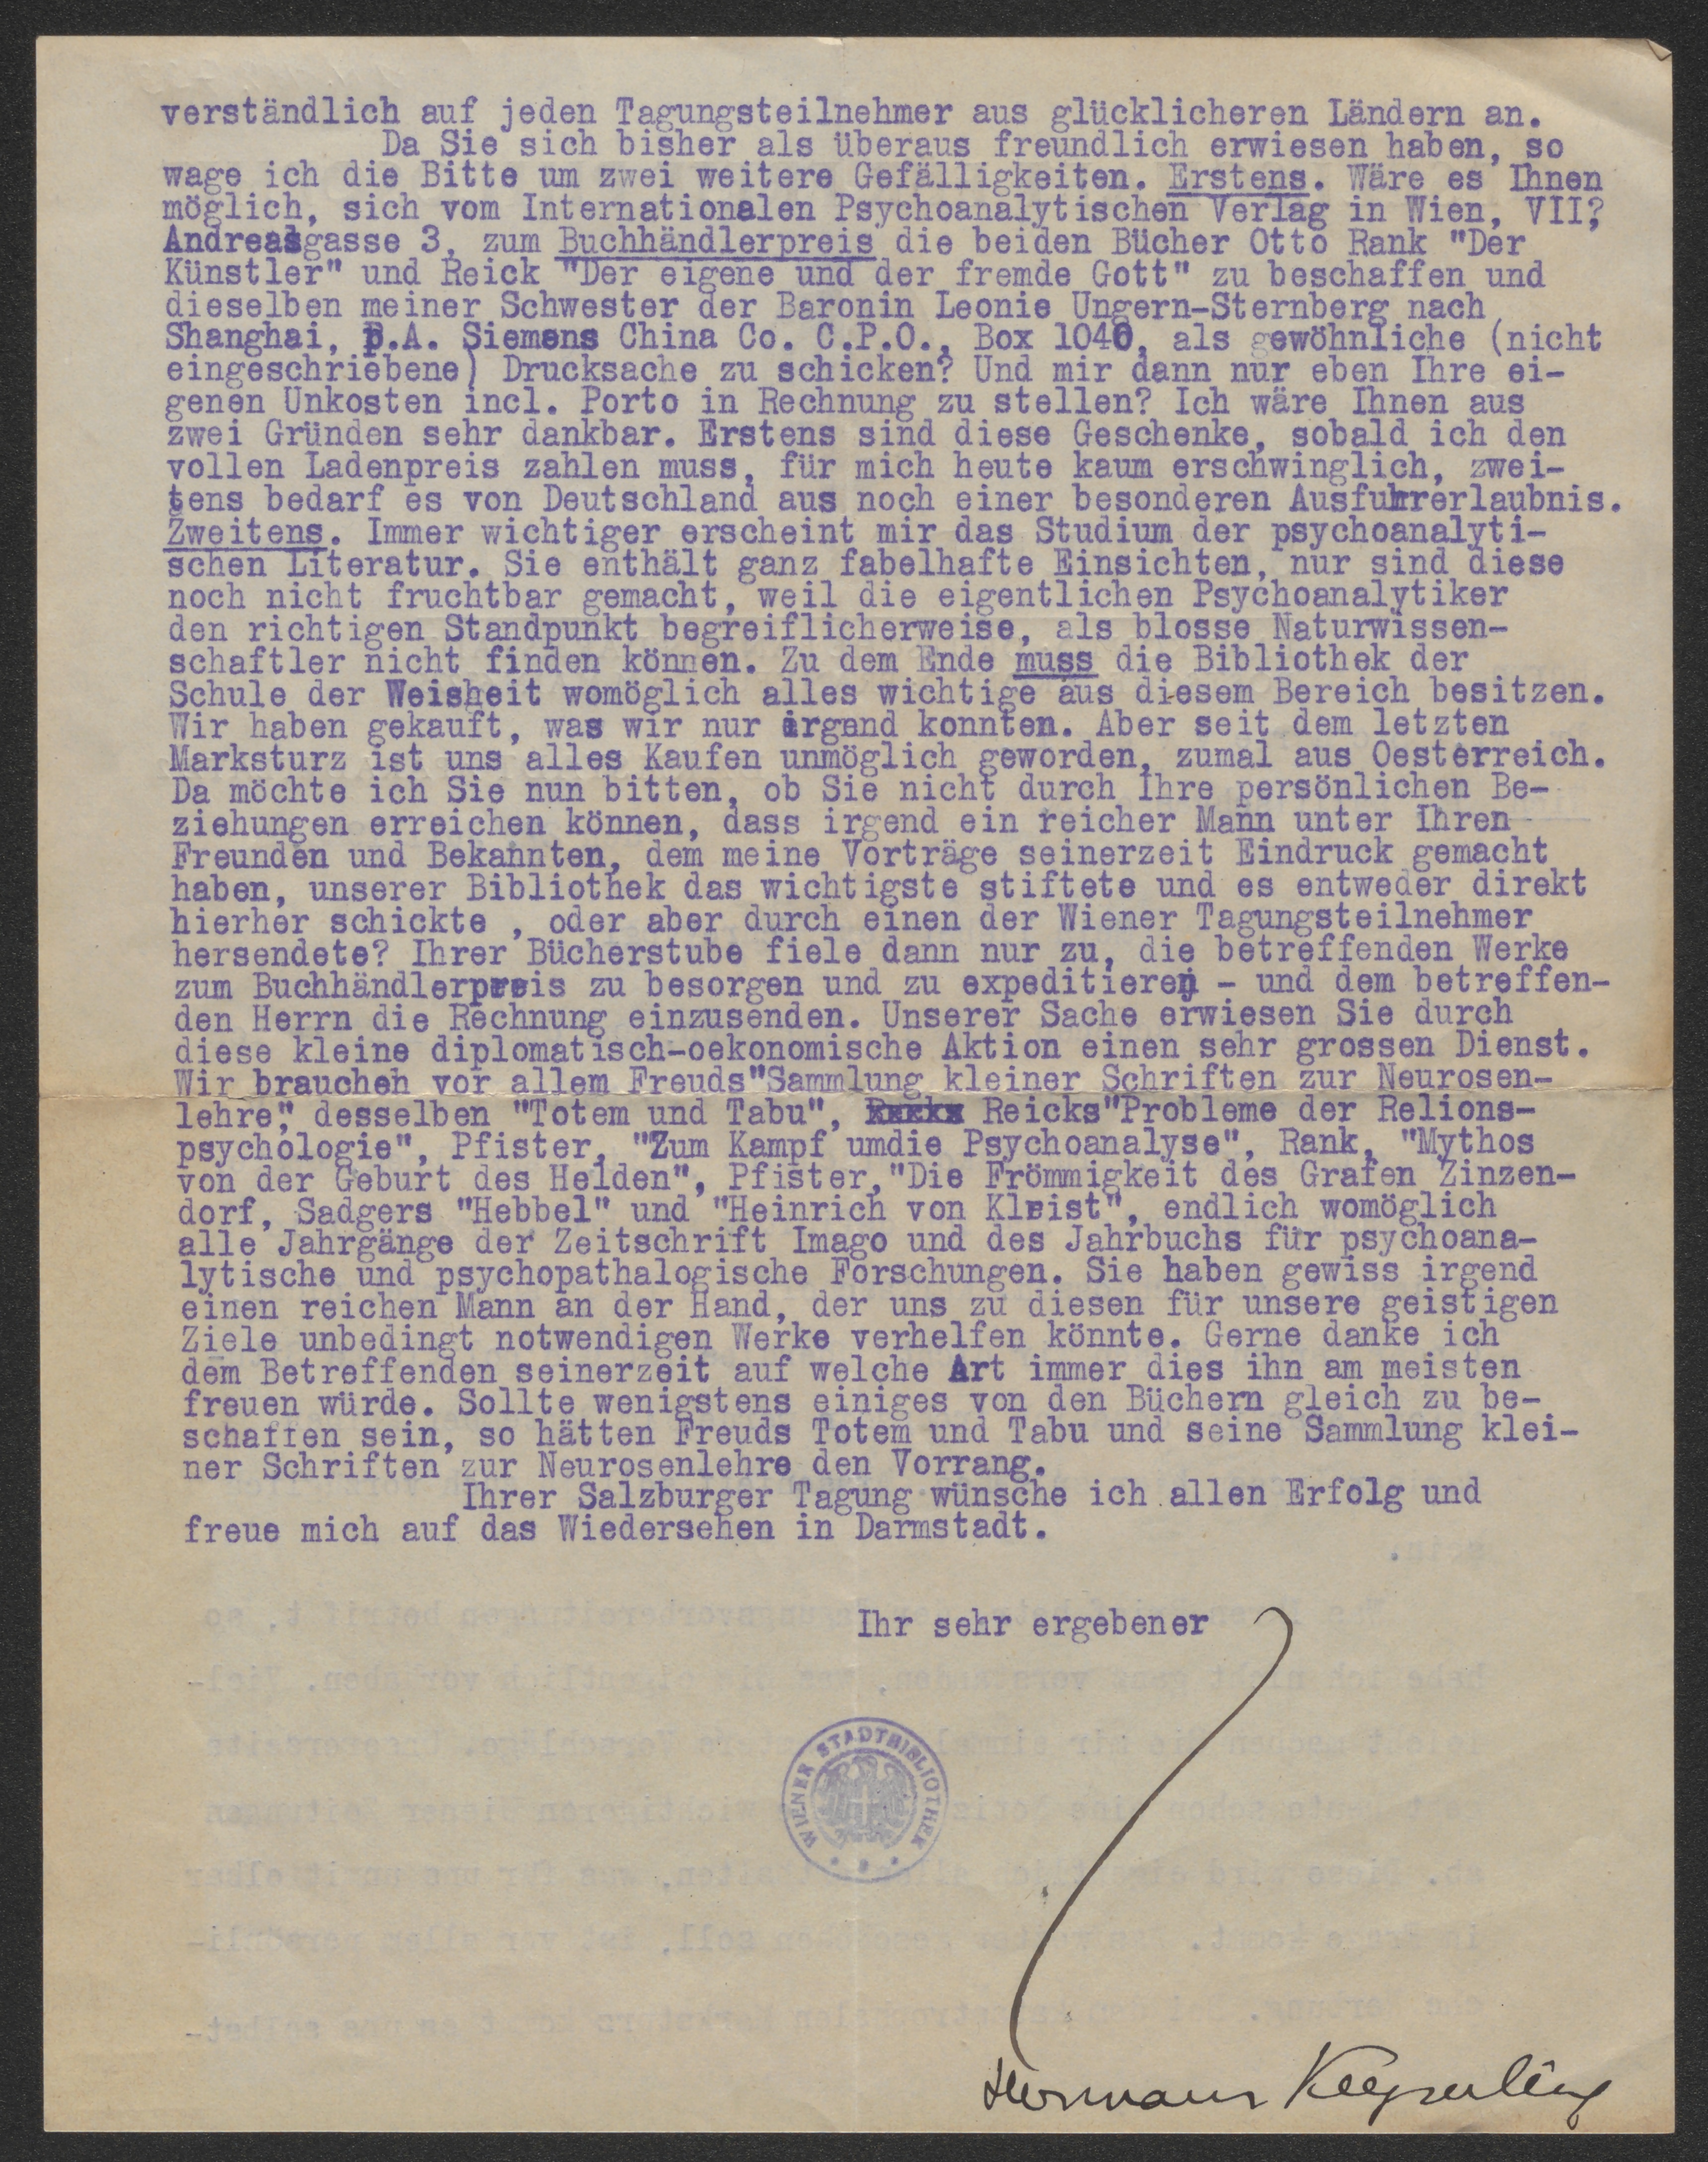 verständlich auf jeden Tagungsteilnehmer aus glücklicheren Ländern an.
Da Sie sich bisher als überaus freundlich erwiesen haben, so
wage ich die Bitte um zwei weitere Gefälligkeiten. Erstens. Wäre es Ihnen
möglich, sich vom Internationalen Psychoanalytischen Verlag in Wien, VII?
Andreasgasse 3, zum Buchhändlerpreis die beiden Bücher Otto Rank "Der
Künstler" und Reick "Der eigene und der fremde Gott" zu beschaffen und
dieselben meiner Schwester der Baronin Leonie Ungern-Sternberg nach
Shanghai, p.A. Siemens China Co. C.P.O., Box 1040, als gewöhnliche (nicht
eingeschriebene) Drucksache zu schicken? Und mir dann nur eben Ihre ei-
genen Unkosten incl. Porto in Rechnung zu stellen? Ich wäre Ihnen aus
zwei Gründen sehr dankbar. Erstens sind diese Geschenke, sobald ich den
vollen Ladenpreis zahlen muss, für mich heute kaum erschwinglich, zwei-
tens bedarf es von Deutschland aus noch einer besonderen Ausfuhrerlaubnis.
Zweitens. Immer wichtiger erscheint mir das Studium der psychoanalyti-
schen Literatur. Sie enthält ganz fabelhafte Einsichten, nur sind diese
noch nicht fruchtbar gemacht, weil die eigentlichen Psychoanalytiker
den richtigen Standpunkt begreiflicherweise, als blosse Naturwissen-
schaftler nicht finden können. Zu dem Ende muss die Bibliothek der
Schule der Weisheit womöglich alles wichtige aus diesem Bereich besitzen.
Wir haben gekauft, was wir nur irgend konnten. Aber seit dem letzten
Marksturz ist uns alles Kaufen unmöglich geworden, zumal aus Oesterreich.
Da möchte ich Sie nun bitten, ob Sie nicht durch Ihre persönlichen Be-
ziehungen erreichen können, dass irgend ein reicher Mann unter Ihren
Freunden und Bekannten, dem meine Vorträge seinerzeit Eindruck gemacht
haben, unserer Bibliothek das wichtigste stiftete und es entweder direkt
hierher schickte , oder aber durch einen der Wiener Tagungsteilnehmer
hersendete? Ihrer Bücherstube fiele dann nur zu, die betreffenden Werke
zum Buchhändlerpreis zu besorgen und zu expeditieren - und dem betreffen-
den Herrn die Rechnung einzusenden. Unserer Sache erwiesen Sie durch
diese kleine diplomatisch-oekonomische Aktion einen sehr grossen Dienst.
Wir brauchen vor allem Freuds"Sammlung kleiner Schriften zur Neurosen-
lehre", desselben "Totem und Tabu", Reicks"Probleme der Relions-
psychologie", Pfister, "Zum Kampf umdie Psychoanalyse", Rank, "Mythos
von der Geburt des Helden", Pfister,"Die Frömmigkeit des Grafen Zinzen-
dorf, Sadgers "Hebbel" und "Heinrich von Kleist", endlich womöglich
alle Jahrgänge der Zeitschrift Imago und des Jahrbuchs für psychoana-
lytische und psychopathalogische Forschungen. Sie haben gewiss irgend
einen reichen Mann an der Hand, der uns zu diesen für unsere geistigen
Ziele unbedingt notwendigen Werke verhelfen könnte. Gerne danke ich
dem Betreffenden seinerzeit auf welche Art immer dies ihn am meisten
freuen würde. Sollte wenigstens einiges von den Büchern gleich zu be-
schaffen sein, so hätten Freuds Totem und Tabu und seine Sammlung klei-
ner Schriften zur Neurosenlehre den Vorrang.
Ihrer Salzburger Tagung wünsche ich allen Erfolg und
freue mich auf das Wiedersehen in Darmstadt.
Ihr sehr ergebener
WIENER STADTBIBLIOTHEK
Hermann Keyserling